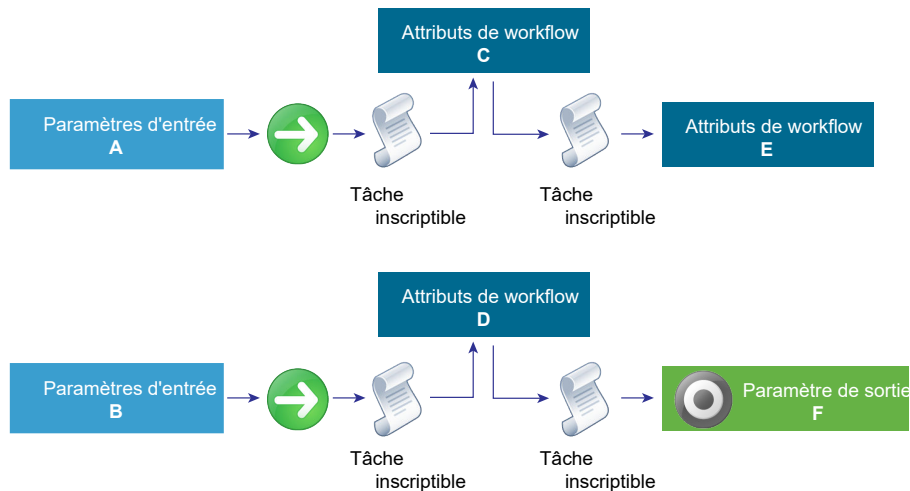 Attributs de workflow
C
Paramètres d'entrée
A
Attributs de workflow
E
Tâche
inscriptible
Tâche
inscriptible
Attributs de workflow
D
Paramètres d'entrée
B
Paramètre de sortie
F
Tâche
inscriptible
Tâche
inscriptible